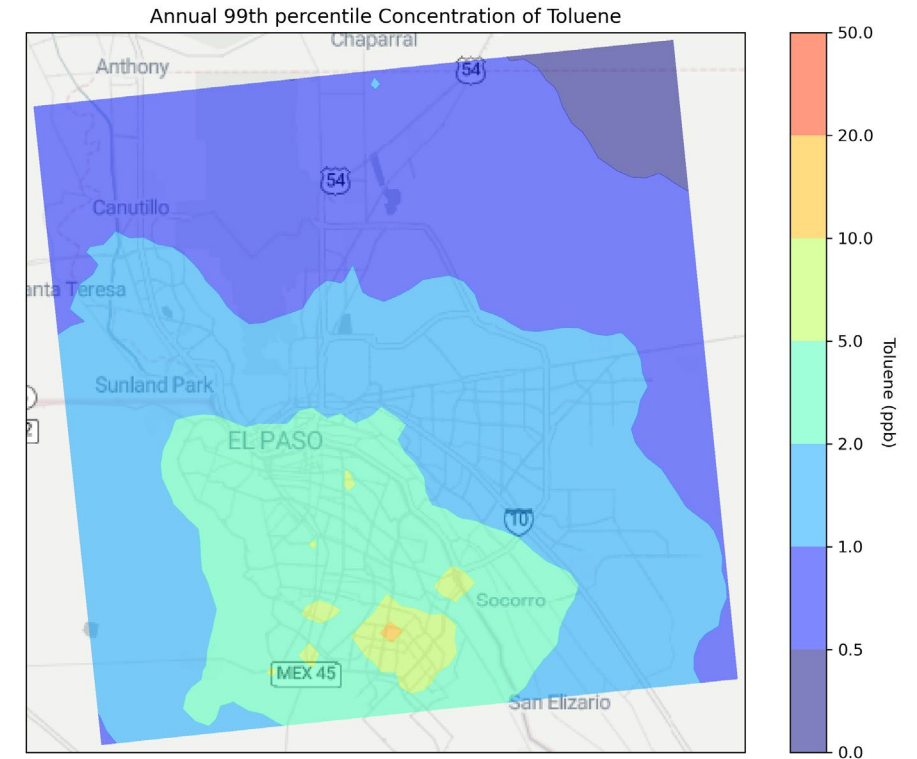 Annual 99th percentile Concentration of Toluene
Chaparral
Anthony
54
54
Canutillo
anta Teresa
Sunland Park
2
EL PASO
10
Socorro
MEX 45
San Elizario
50.0
20.0
10.0
5.0
2.0
1.0
0.5
0.0
Toluene (ppb)